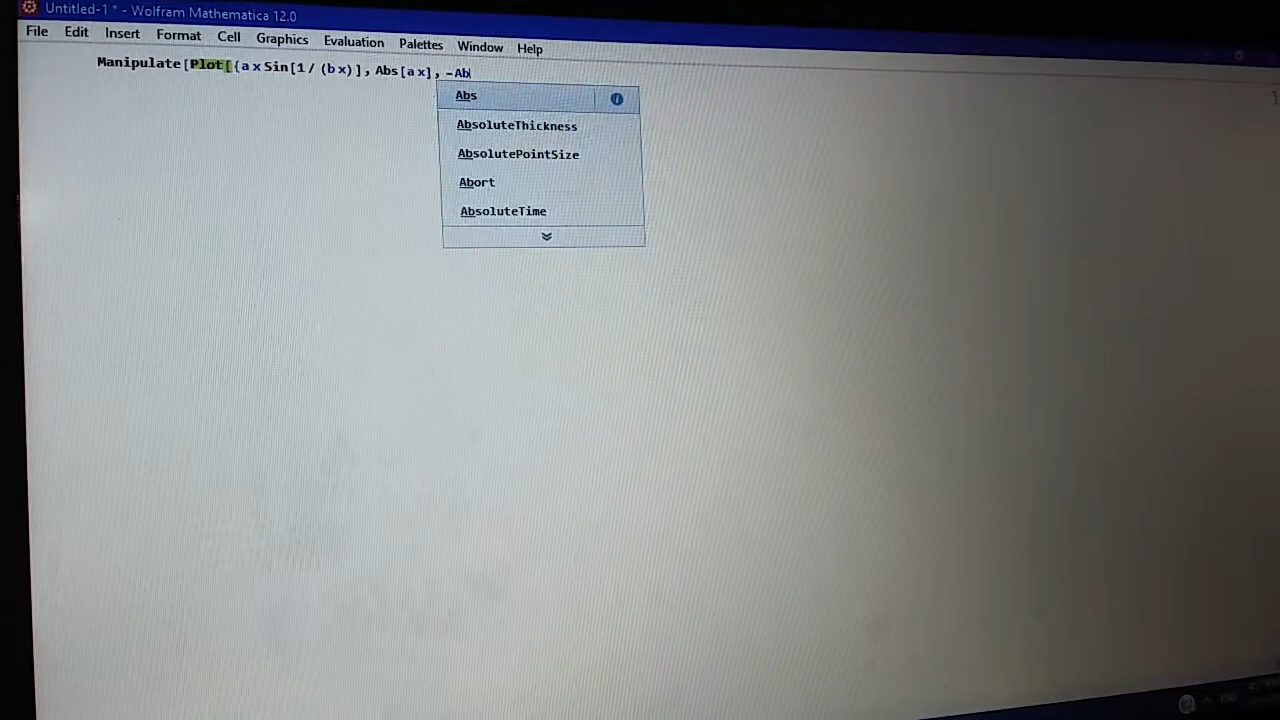 Untitled-1 * - Wolfram Mathematica 12.0
File Edit Insert Format Cell Graphics Evaluation Palettes Window Help
Manipulate[Plot[{a x Sin[1/ (b x)], Abs[a x], -Ab
Abs
AbsoluteThickness
AbsolutePointSize
Abort
AbsoluteTime
ENG